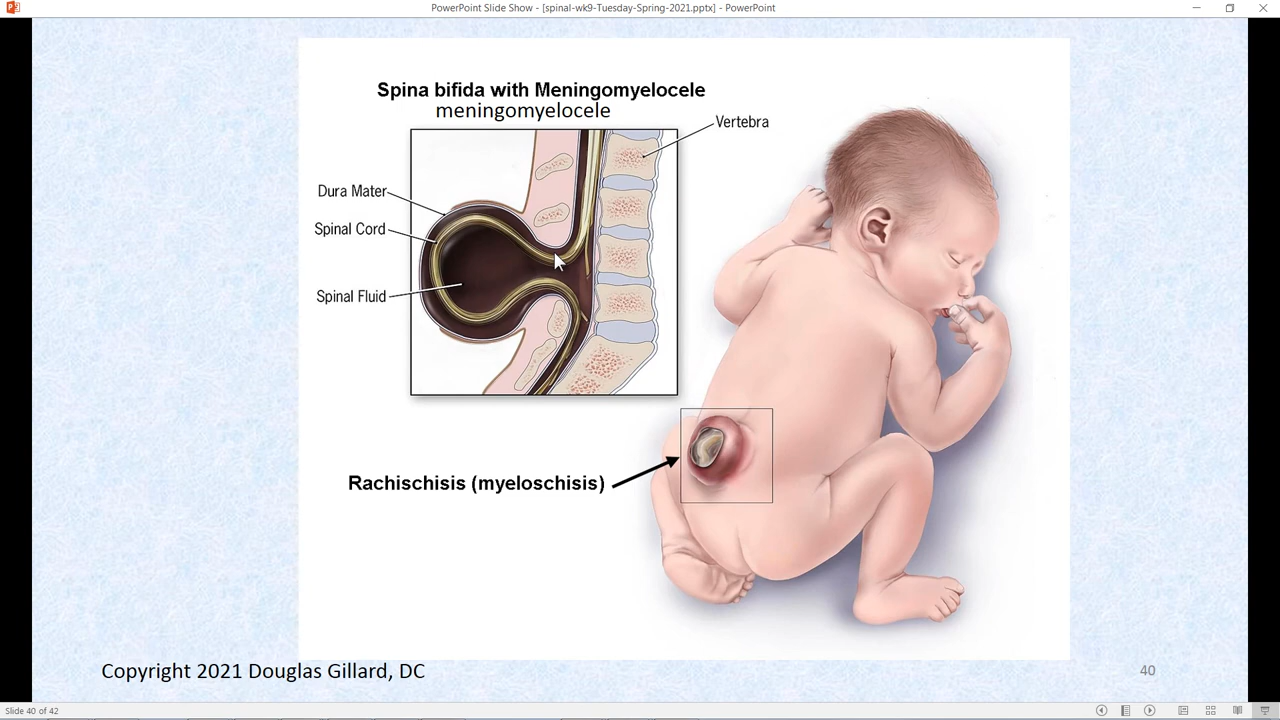 PowerPoint Slide Show - [spinal-wk9-Tuesday-Spring-2021.pptx] - PowerPoint
Spina bifida with Meningomyelocele
meningomyelocele
Vertebra
Dura Mater
Spinal Cord
Spinal Fluid
Rachischisis (myeloschisis)
Copyright 2021 Douglas Gillard, DC
40
Slide 40 of 42